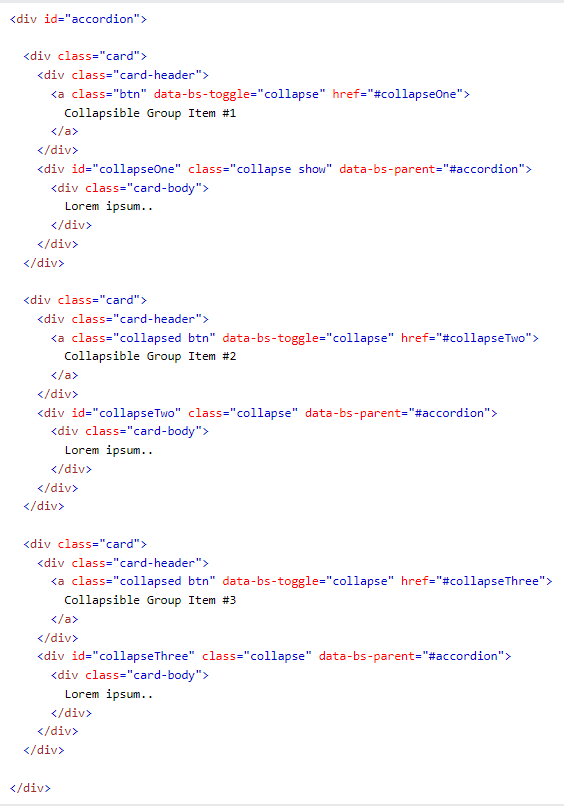 <div id="accordion">
<div class="card">
<div class="card-header">
<a class="btn" data-bs-toggle="collapse" href="#collapseOne">
Collapsible Group Item #1
</a>
</div>
<div id="collapseOne" class="collapse show" data-bs-parent="#accordion">
<div class="card-body">
Lorem ipsum..
</div>
</div>
</div>
<div class="card">
<div class="card-header">
<a class="collapsed btn" data-bs-toggle="collapse" href="#collapseTwo">
Collapsible Group Item #2
</a>
</div>
<div id="collapseTwo" class="collapse" data-bs-parent="#accordion">
<div class="card-body">
Lorem ipsum..
</div>
</div>
</div>
<div class="card">
<div class="card-header">
<a class="collapsed btn" data-bs-toggle="collapse" href="#collapseThree">
Collapsible Group Item #3
</a>
</div>
<div id="collapseThree" class="collapse" data-bs-parent="#accordion">
<div class="card-body">
Lorem ipsum..
</div>
</div>
</div>
</div>